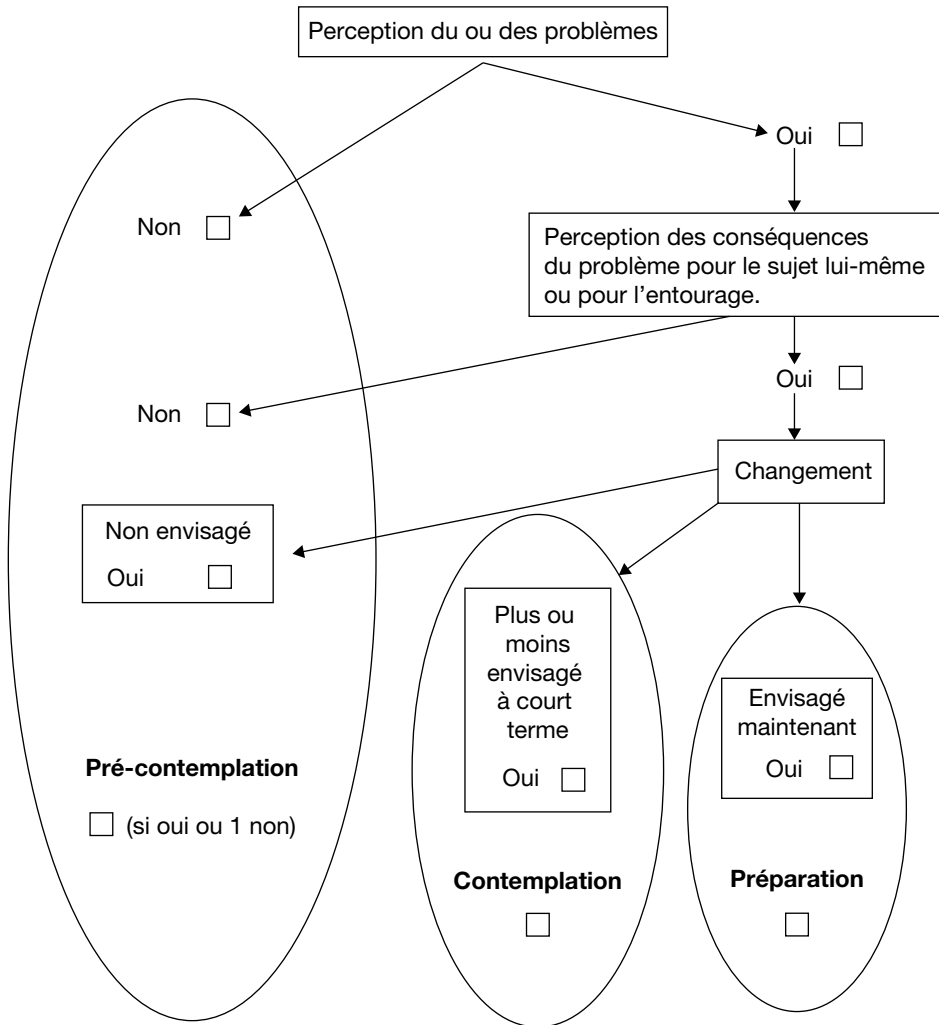 Perception du ou des problèmes
Oui
Non
Perception des conséquences
du problème pour le sujet lui-même
ou pour l'entourage.
Oui
Non
Changement
Non envisagé
Oui
Plus ou
moins
envisagé
à court
terme
Oui
Envisagé
maintenant
Oui
Pré-contemplation
(si oui ou 1 non)
Contemplation
Préparation